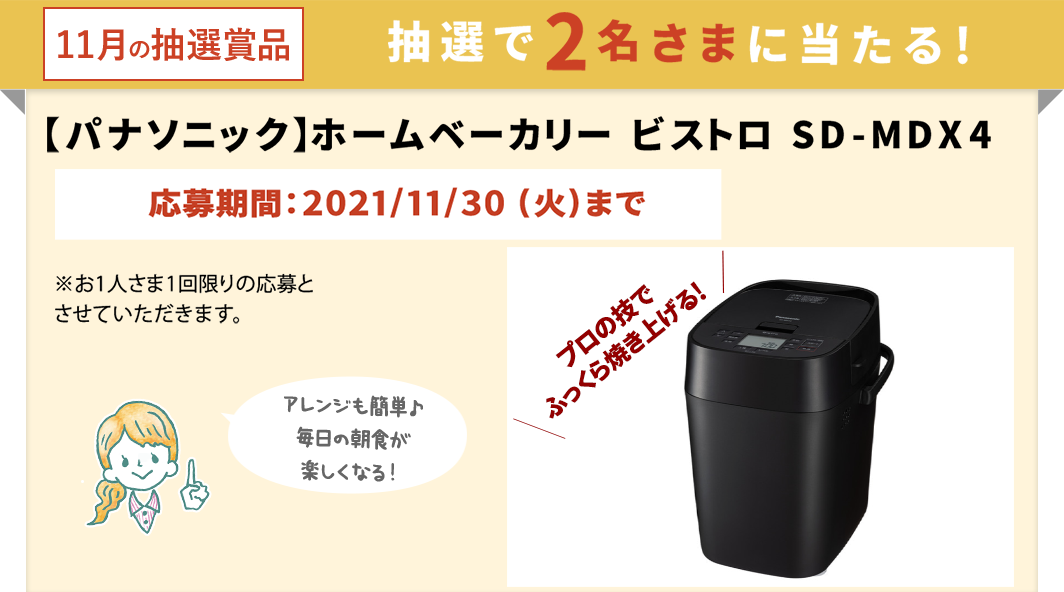 11月の抽選賞品
抽選で2名さまに当たる!
【パナソニック】ホームベーカリー ビストロ SD-MDX4
応募期間：2021/11/30 (火)まで
※お1人さま1回限りの応募と
させていただきます。
プロの技で
ふっくら焼き上げる!
アレンジも簡単♪
毎日の朝食が
楽しくなる!
Panasonic